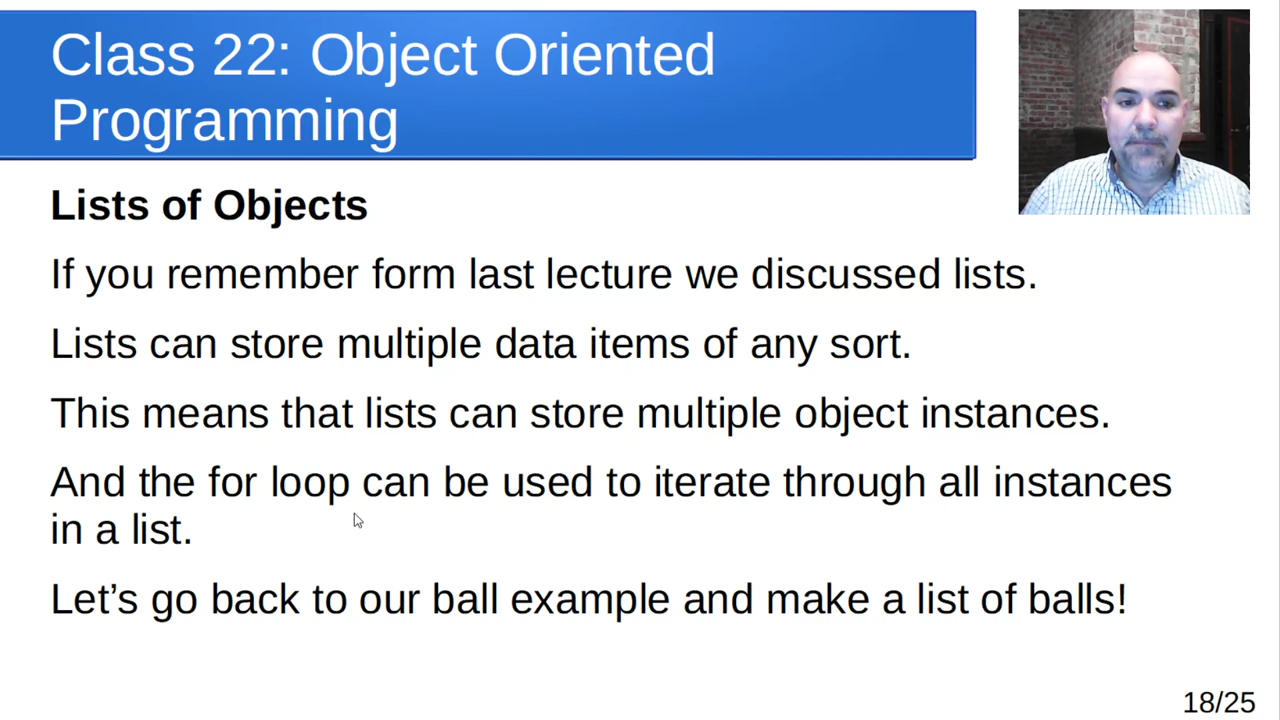 Class 22: Object Oriented
Programming
Lists of Objects
If you remember form last lecture we discussed lists.
Lists can store multiple data items of any sort.
This means that lists can store multiple object instances.
And the for loop can be used to iterate through all instances
in a list.
Let’s go back to our ball example and make a list of balls!
18/25